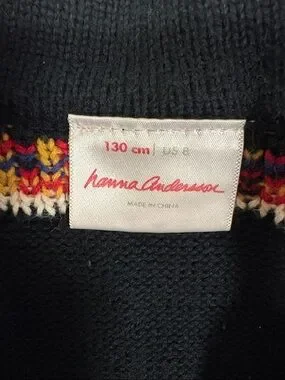 130 cm | US 8
hanna andersson
MADE IN CHINA